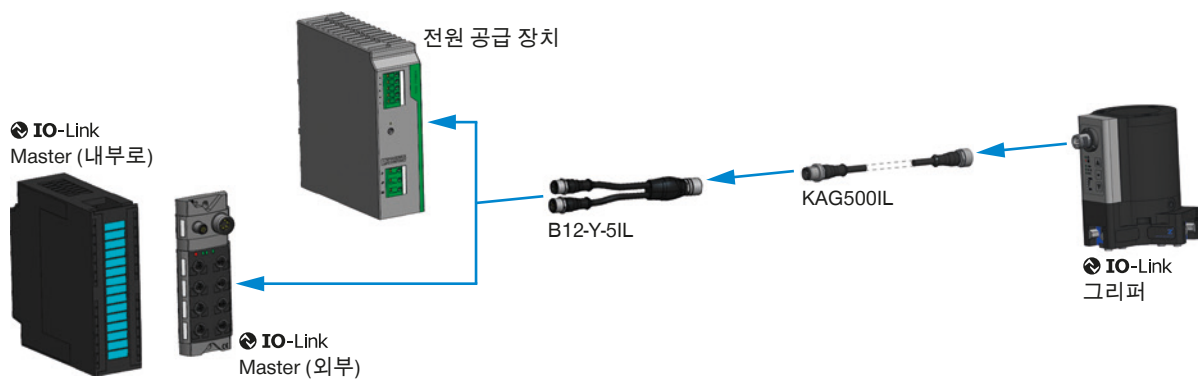 전원 공급 장치
IO-Link
Master (내부로)
KAG500IL
B12-Y-5IL
IO-Link
그리퍼
IO-Link
Master (외부)